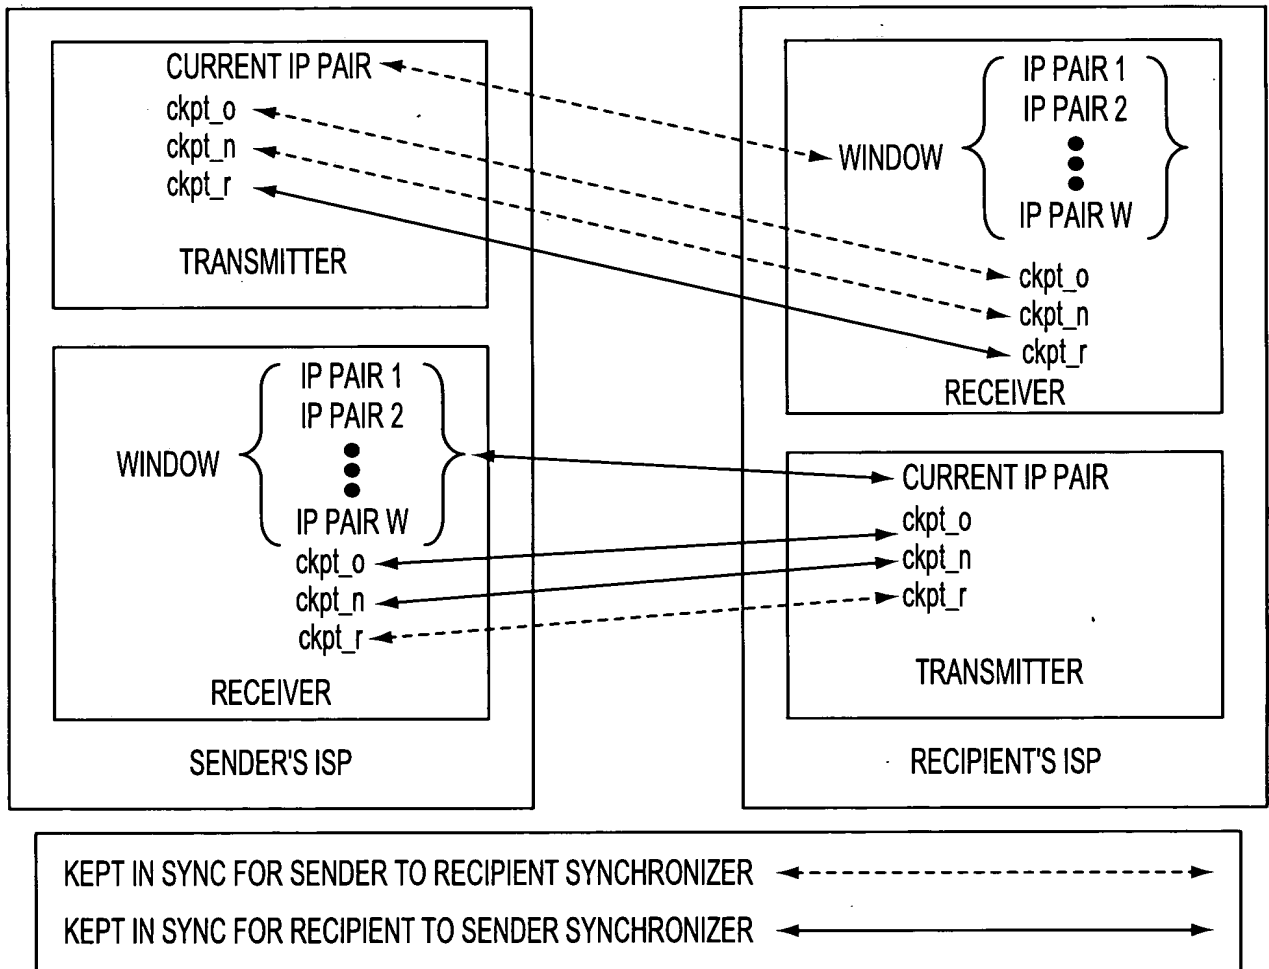 CURRENT IP PAIR
ckpt_o
ckpt_n
ckpt_r
TRANSMITTER
WINDOW
IP PAIR 1
IP PAIR 2
IP PAIR W
ckpt_o
ckpt_n
ckpt_r
RECEIVER
SENDER'S ISP
WINDOW
IP PAIR 1
IP PAIR 2
IP PAIR W
ckpt_o
ckpt_n
ckpt_r
RECEIVER
CURRENT IP PAIR
ckpt_o
ckpt_n
ckpt_r
TRANSMITTER
RECIPIENT'S ISP
KEPT IN SYNC FOR SENDER TO RECIPIENT SYNCHRONIZER
KEPT IN SYNC FOR RECIPIENT TO SENDER SYNCHRONIZER